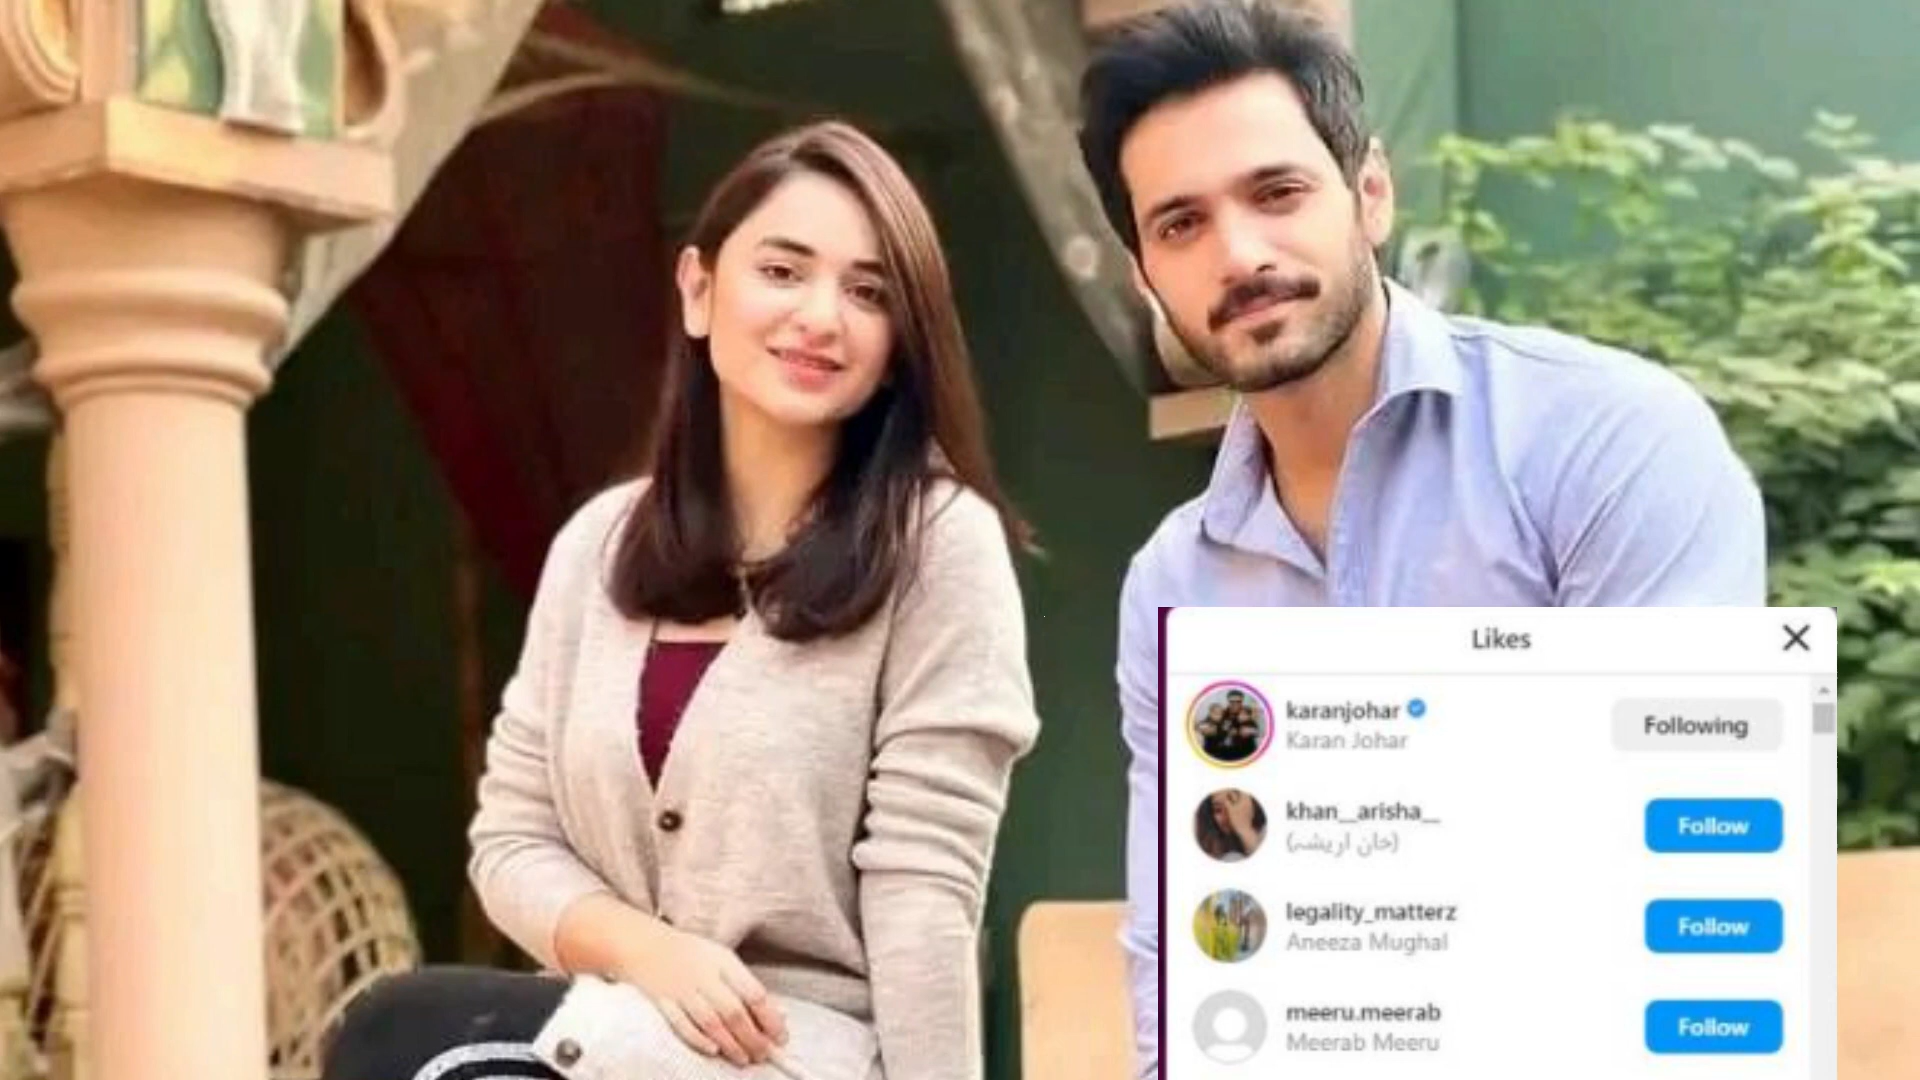 Likes
karanjohar
Karan Johar
Following
khan__arisha__
(خان اریشہ)
Follow
legality_matterz
Aneeza Mughal
Follow
meeru.meerab
Meerab Meeru
Follow